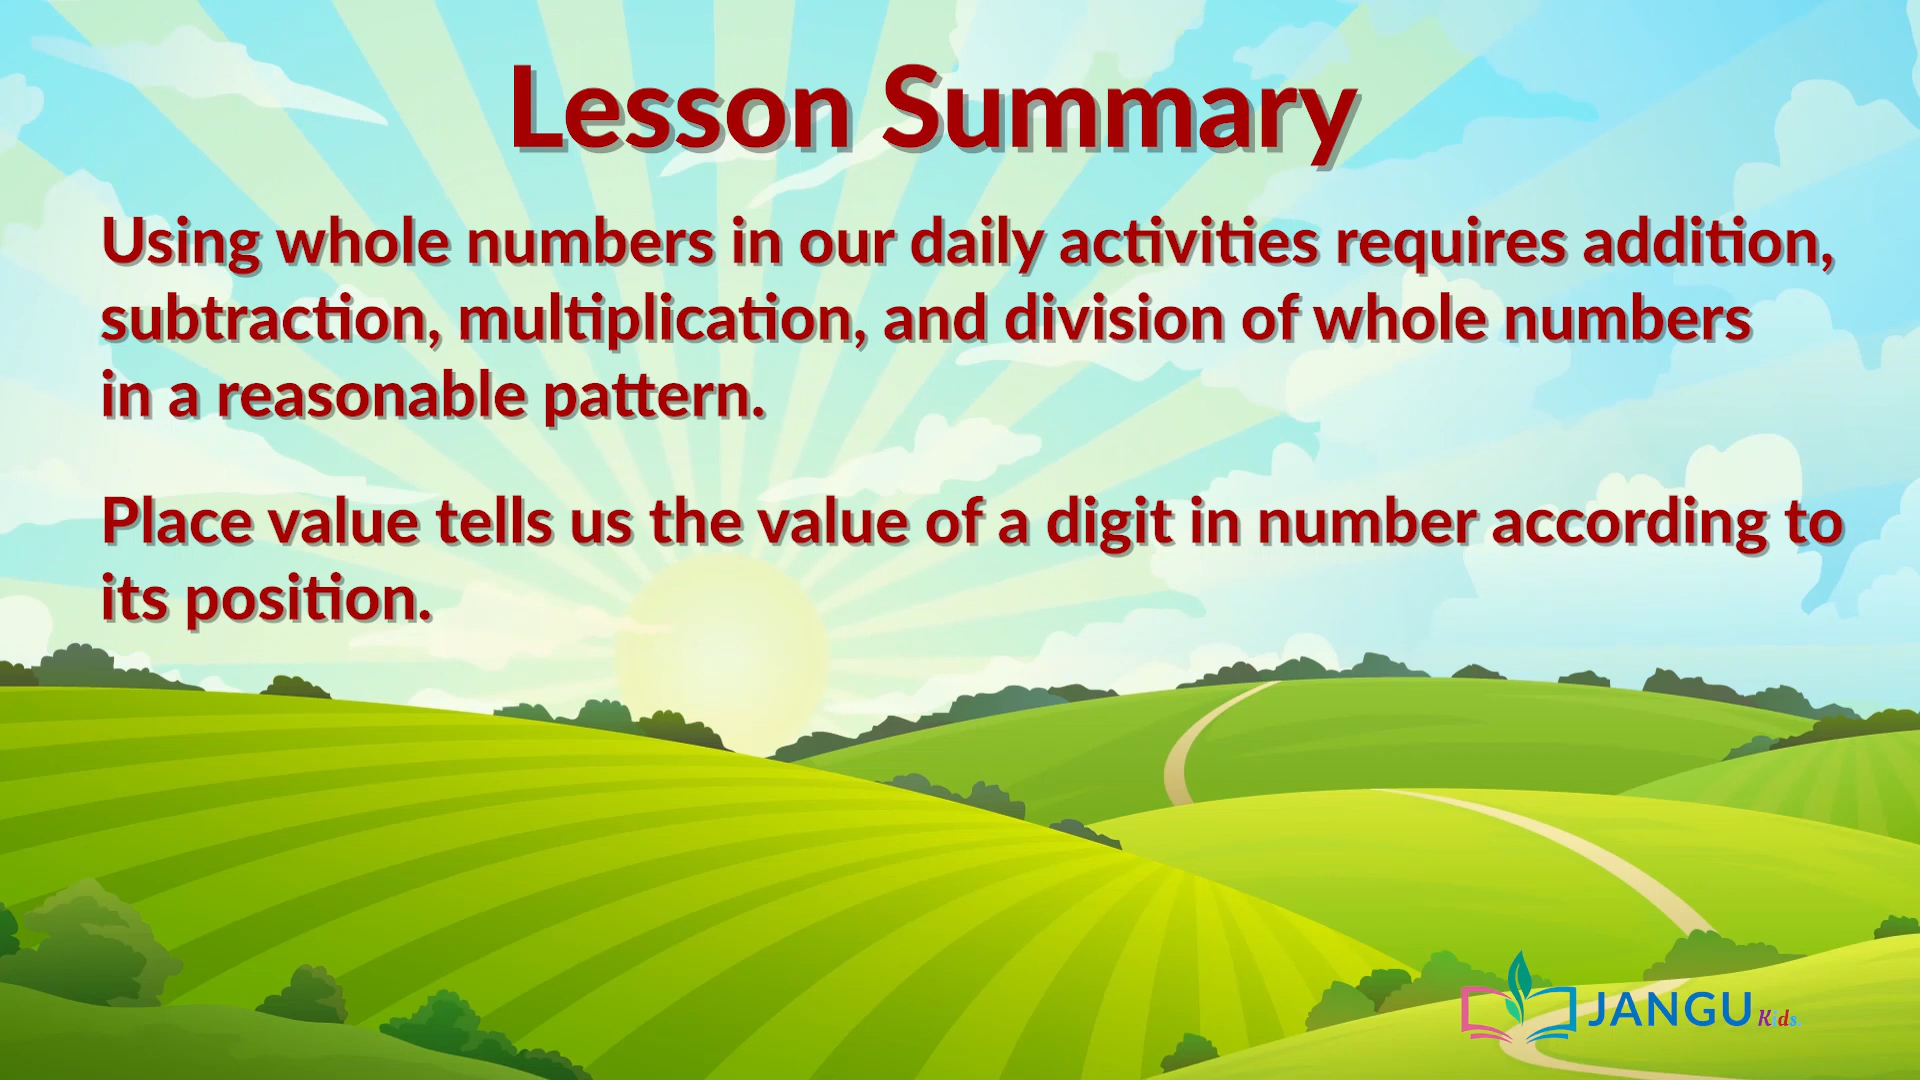 Lesson Summary
Using whole numbers in our daily activities requires addition,
subtraction, multiplication, and division of whole numbers
in a reasonable pattern.
Place value tells us the value of a digit in number according to
its position.
JANGU Kids.